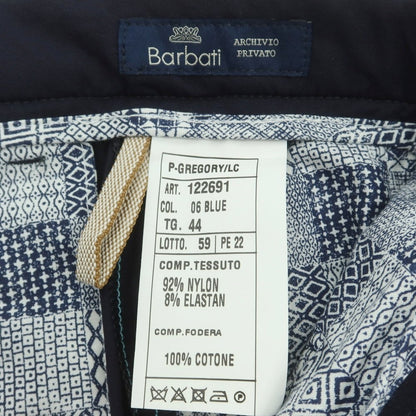 Barbati
ARCHIVIO
PRIVATO
P-GREGORY/LC
ART. 122691
COL. 06 BLUE
TG. 44
LOTTO. 59 PE 22
COMP.TESSUTO
92% NYLON
8% ELASTAN
COMP.FODERA
100% COTONE